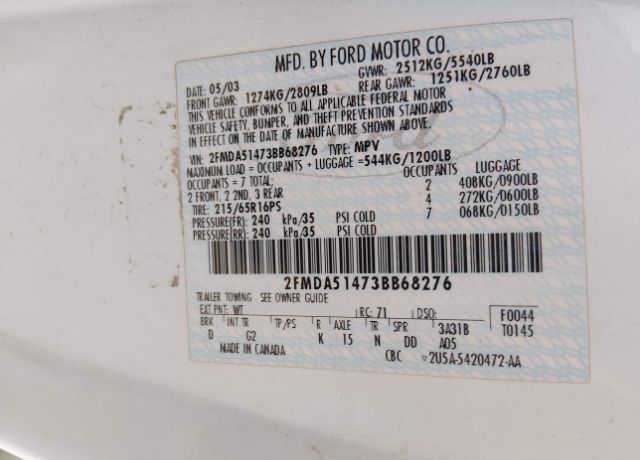 MFD. BY FORD MOTOR CO.
DATE: 05/03 GVWR: 2512KG/5540LB
FRONT GAWR: 1274KG/2809LB REAR GAWR: 1251KG/2760LB
THIS VEHICLE CONFORMS TO ALL APPLICABLE FEDERAL MOTOR
VEHICLE SAFETY, BUMPER, AND THEFT PREVENTION STANDARDS
IN EFFECT ON THE DATE OF MANUFACTURE SHOWN ABOVE.
VIN: 2FMDA51473BB68276 TYPE: MPV
MAXIMUM LOAD = OCCUPANTS + LUGGAGE =544KG/1200LB
OCCUPANTS = 7 TOTAL; OCCUPANTS LUGGAGE
2 FRONT, 2 2ND, 3 REAR 2 408KG/0900LB
TIRE: 215/65R16PS 4 272KG/0600LB
PRESSURE(FR) 240 kPa/35 PSI COLD 7 068KG/0150LB
PRESSURE(RR) 240 kPa/35 PSI COLD
2FMDA51473BB68276
TRAILER TOWING - SEE OWNER GUIDE
EXT PNT: WT RC: 71 DSO: F0044
BRK INT TR TP/PS R AXLE TR SPR 3A31B T0145
D G2 K 15 N DD A05
MADE IN CANADA CBC ▽2U5A-5420472-AA